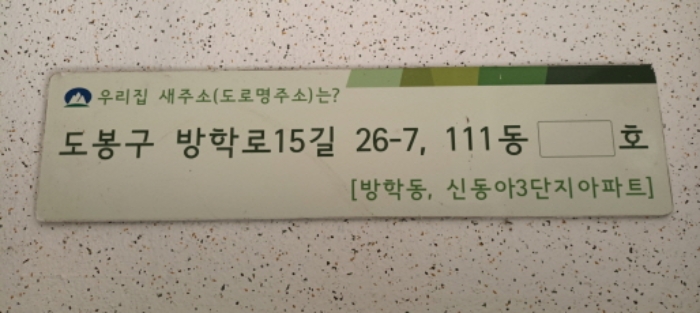 우리집 새주소(도로명주소)는?
도봉구 방학로15길 26-7, 111동 호
[방학동, 신동아3단지아파트]